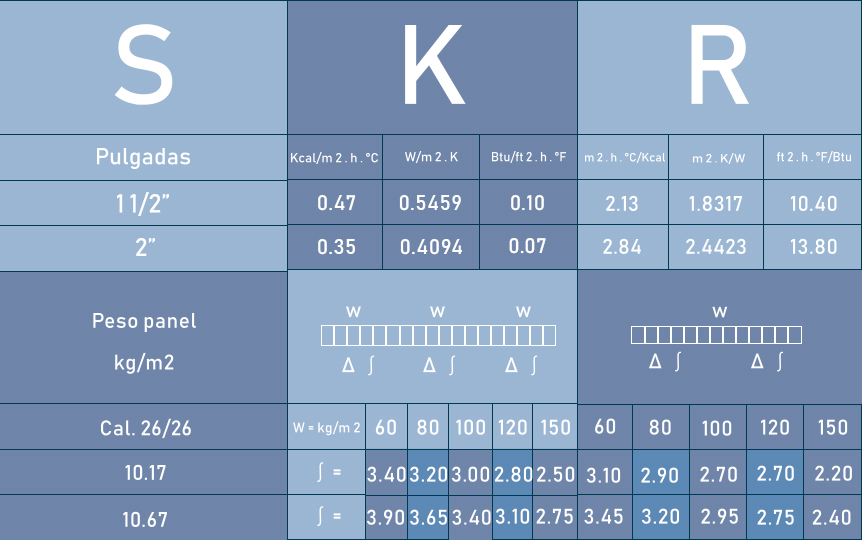 S K R
Pulgadas Kcal/m 2 . h . °C W/m 2 . K Btu/ft 2 . h . °F m 2 . h . °C/Kcal m 2 . K/W ft 2 . h . °F/Btu
1 1/2” 0.47 0.5459 0.10 2.13 1.8317 10.40
2” 0.35 0.4094 0.07 2.84 2.4423 13.80
Peso panel
kg/m2
W W W W
Δ ∫ Δ ∫ Δ ∫ Δ ∫ Δ ∫
Cal. 26/26 W = kg/m 2 60 80 100 120 150 60 80 100 120 150
10.17 ∫ = 3.40 3.20 3.00 2.80 2.50 3.10 2.90 2.70 2.70 2.20
10.67 ∫ = 3.90 3.65 3.40 3.10 2.75 3.45 3.20 2.95 2.75 2.40